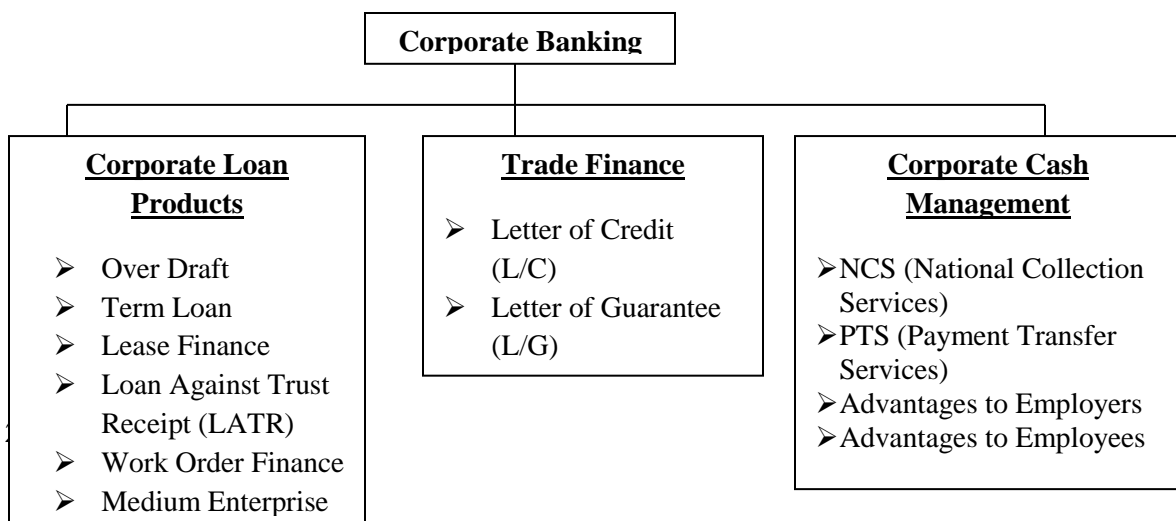 Corporate Banking
Corporate Loan
Products
➢ Over Draft
➢ Term Loan
➢ Lease Finance
➢ Loan Against Trust
Receipt (LATR)
➢ Work Order Finance
➢ Medium Enterprise
Trade Finance
➢ Letter of Credit
(L/C)
➢ Letter of Guarantee
(L/G)
Corporate Cash
Management
➢NCS (National Collection
Services)
➢PTS (Payment Transfer
Services)
➢Advantages to Employers
➢Advantages to Employees